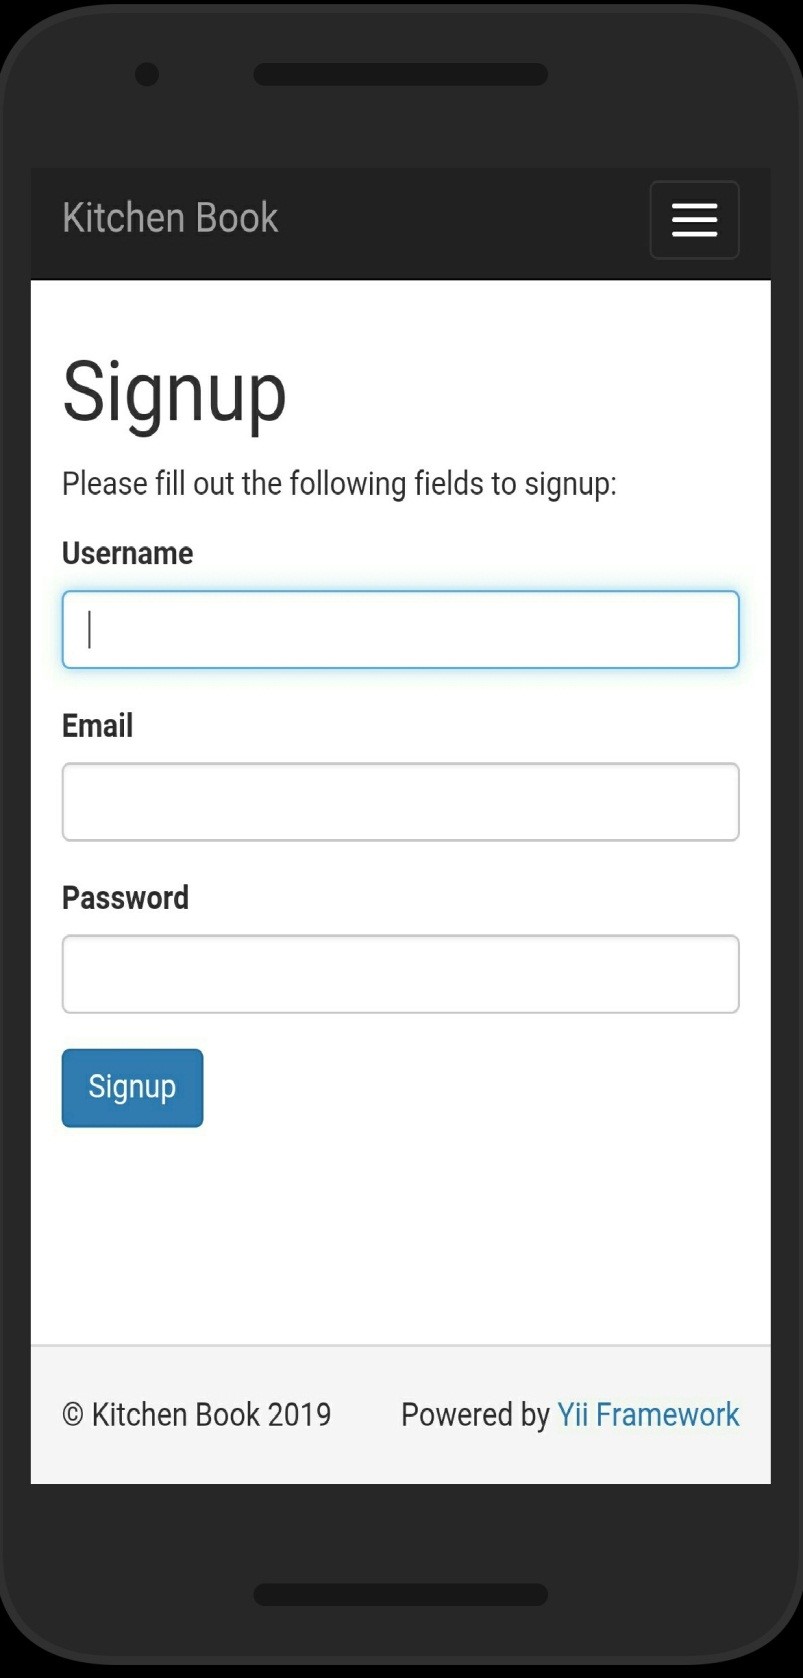 Kitchen Book
Signup
Please fill out the following fields to signup:
Username
Email
Password
Signup
© Kitchen Book 2019 Powered by Yii Framework